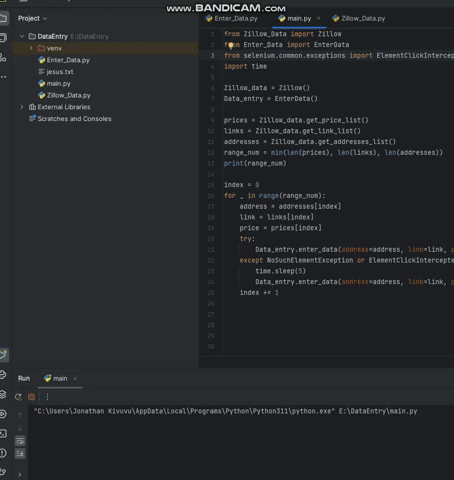 www.BANDICAM.com
Project
Enter_Data.py
main.py
Zillow_Data.py
DataEntry E:\DataEntry
venv
Enter_Data.py
jesus.txt
main.py
Zillow_Data.py
External Libraries
Scratches and Consoles
1 from Zillow_Data import Zillow
2 from Enter_Data import EnterData
3 from selenium.common.exceptions import ElementClickIntercep
4 import time
5
6 Zillow_data = Zillow()
7 Data_entry = EnterData()
8
9 prices = Zillow_data.get_price_list()
10 links = Zillow_data.get_link_list()
11 addresses = Zillow_data.get_addresses_list()
12 range_num = min(len(prices), len(links), len(addresses))
13 print(range_num)
14
15 index = 0
16 for _ in range(range_num):
17 address = addresses[index]
18 link = links[index]
19 price = prices[index]
20 try:
21 Data_entry.enter_data(address=address, link=link,
22 except NoSuchElementException or ElementClickIntercepte
23 time.sleep(5)
24 Data_entry.enter_data(address=address, link=link,
25 index += 1
26
27
28
29
30
Run
main
"C:\Users\Jonathan Kivuvu\AppData\Local\Programs\Python\Python311\python.exe" E:\DataEntry\main.py